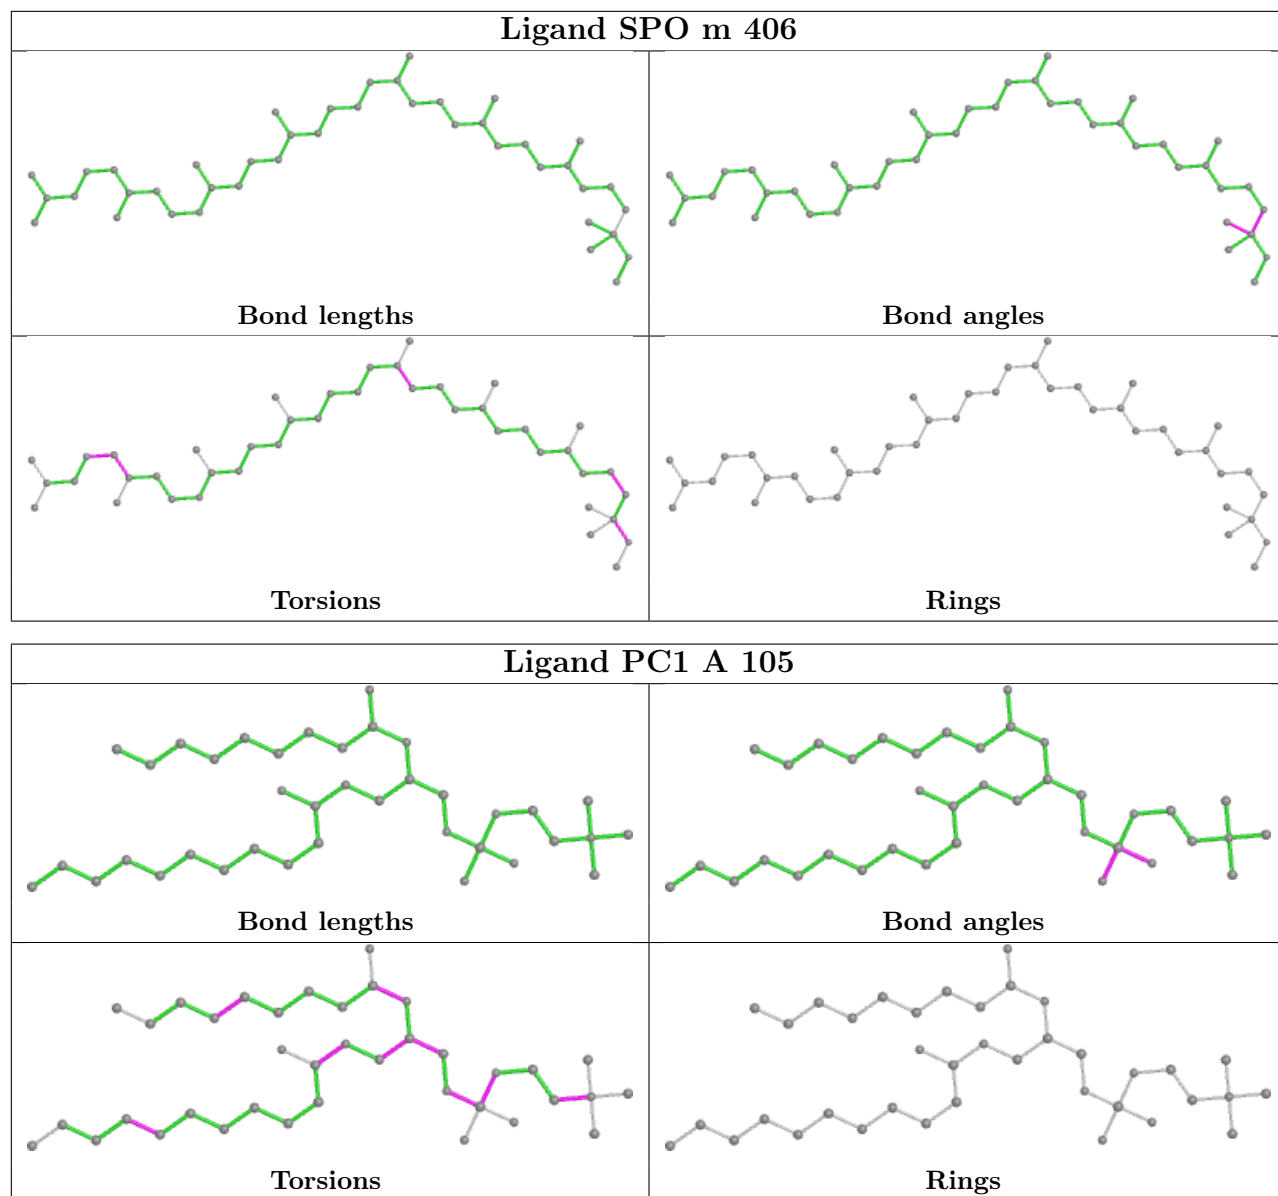 Ligand SPO m 406
Bond lengths
Bond angles
Torsions
Rings
Ligand PC1 A 105
Bond lengths
Bond angles
Torsions
Rings